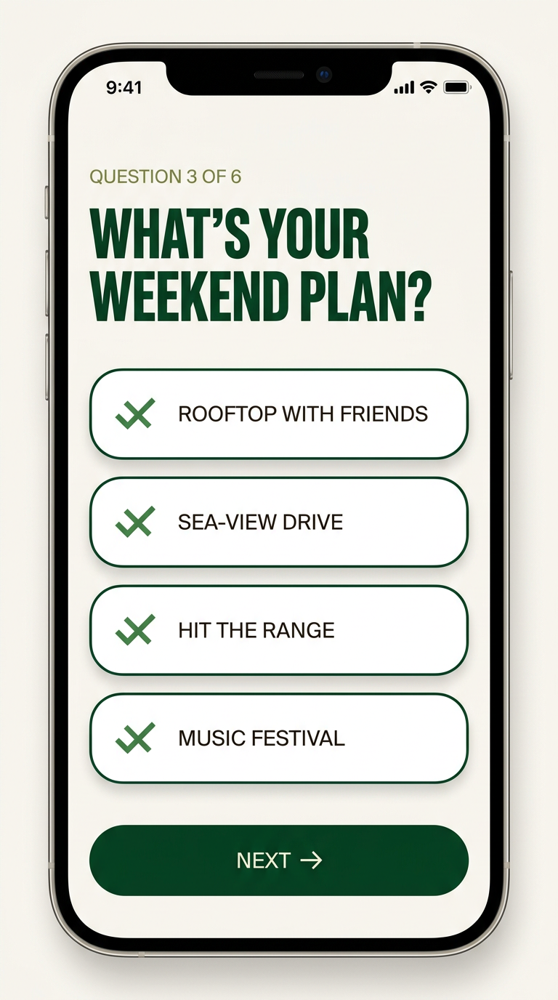 9:41
QUESTION 3 OF 6
WHAT'S YOUR
WEEKEND PLAN?
ROOFTOP WITH FRIENDS
SEA-VIEW DRIVE
HIT THE RANGE
MUSIC FESTIVAL
NEXT →